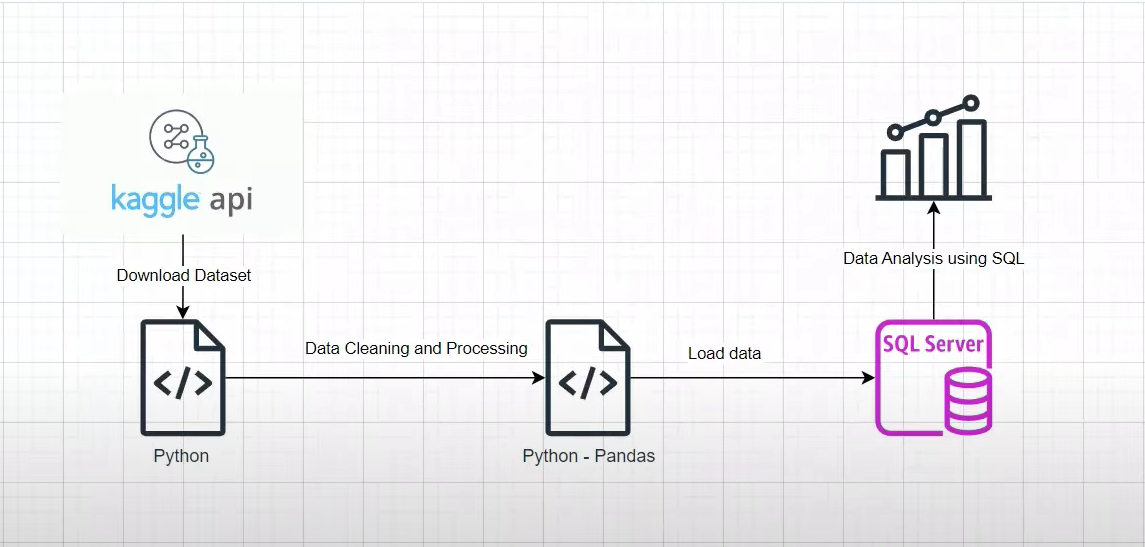 kaggle api
Download Dataset
Python
Data Cleaning and Processing
Python - Pandas
Load data
SQL Server
Data Analysis using SQL